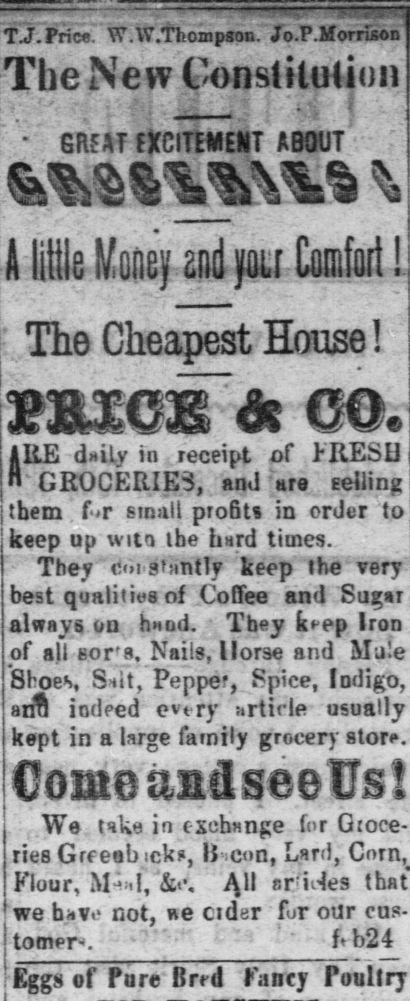 T.J.Price. W.W.Thompson. Jo.P.Morrison
The New Constitution
GREAT EXCITEMENT ABOUT
GROCERIES!
A little Money and your Comfort!
The Cheapest House!
PRICE & CO.
ARE daily in receipt of FRESH
GROCERIES, and are selling
them for small profits in order to
keep up with the hard times.
They constantly keep the very
best qualities of Coffee and Sugar
always on hand. They keep Iron
of all sorts, Nails, Horse and Mule
Shoes, Salt, Pepper, Spice, Indigo,
and indeed every article usually
kept in a large family grocery store.
Come and see Us!
We take in exchange for Groce-
ries Greenbacks, Bacon, Lard, Corn,
Flour, Meal, &c. All articles that
we have not, we order for our cus-
tomers. feb24
Eggs of Pure Bred Fancy Poultry